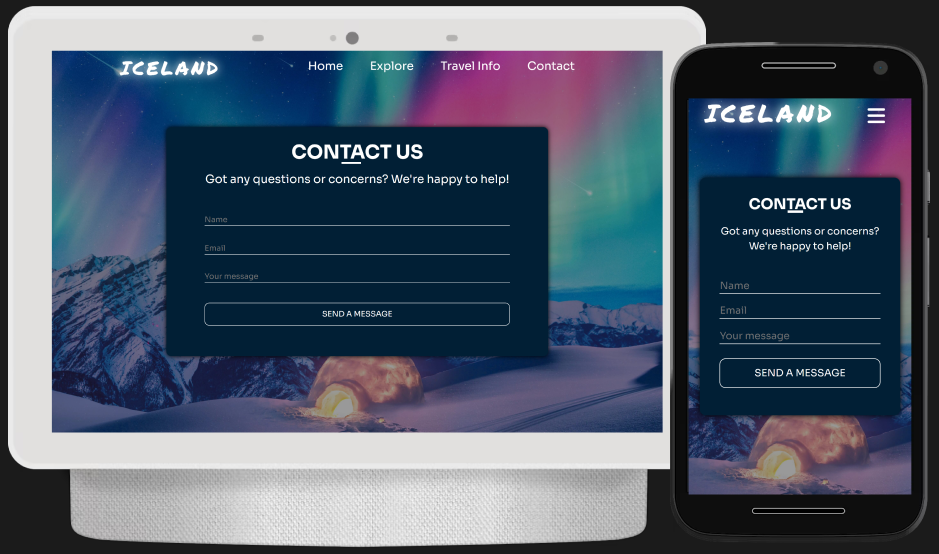 ICELAND
Home Explore Travel Info Contact
CONTACT US
Got any questions or concerns? We're happy to help!
Name
Email
Your message
SEND A MESSAGE
ICELAND
CONTACT US
Got any questions or concerns?
We're happy to help!
Name
Email
Your message
SEND A MESSAGE